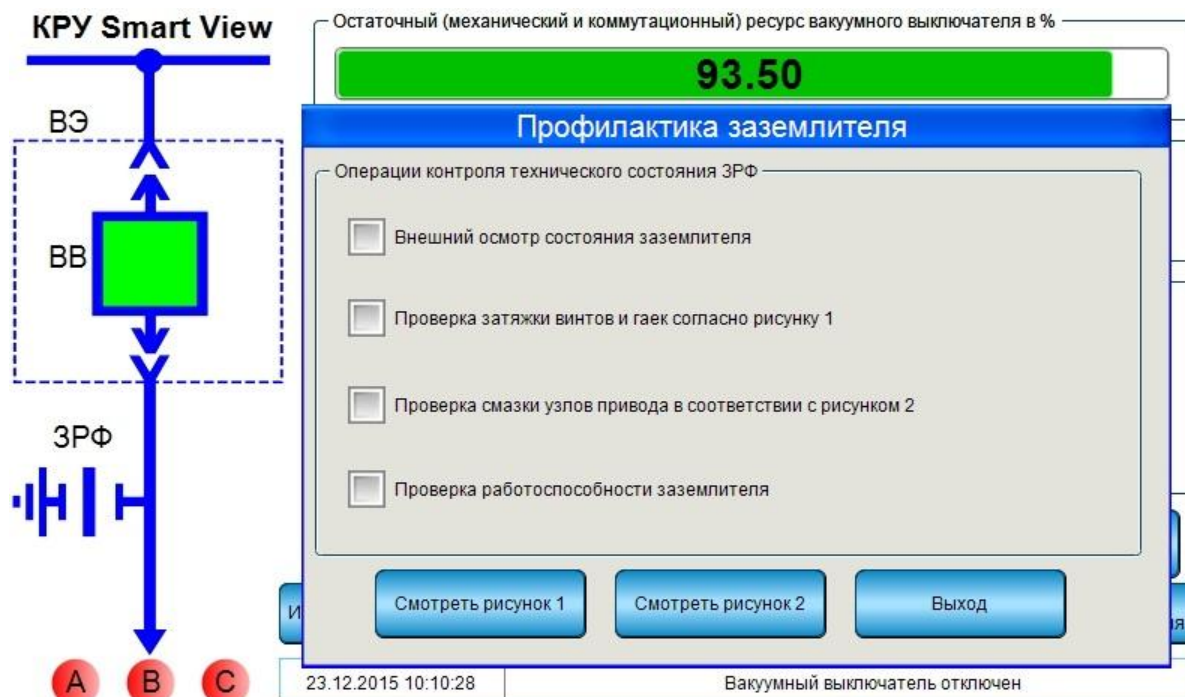 КРУ Smart View
Остаточный (механический и коммутационный) ресурс вакуумного выключателя в %
93.50
ВЭ
Профилактика заземлителя
Операции контроля технического состояния ЗРФ
Внешний осмотр состояния заземлителя
ВВ
Проверка затяжки винтов и гаек согласно рисунку 1
Проверка смазки узлов привода в соответствии с рисунком 2
ЗРФ
Проверка работоспособности заземлителя
Смотреть рисунок 1
Смотреть рисунок 2
Выход
A B C
23.12.2015 10:10:28
Вакуумный выключатель отключен